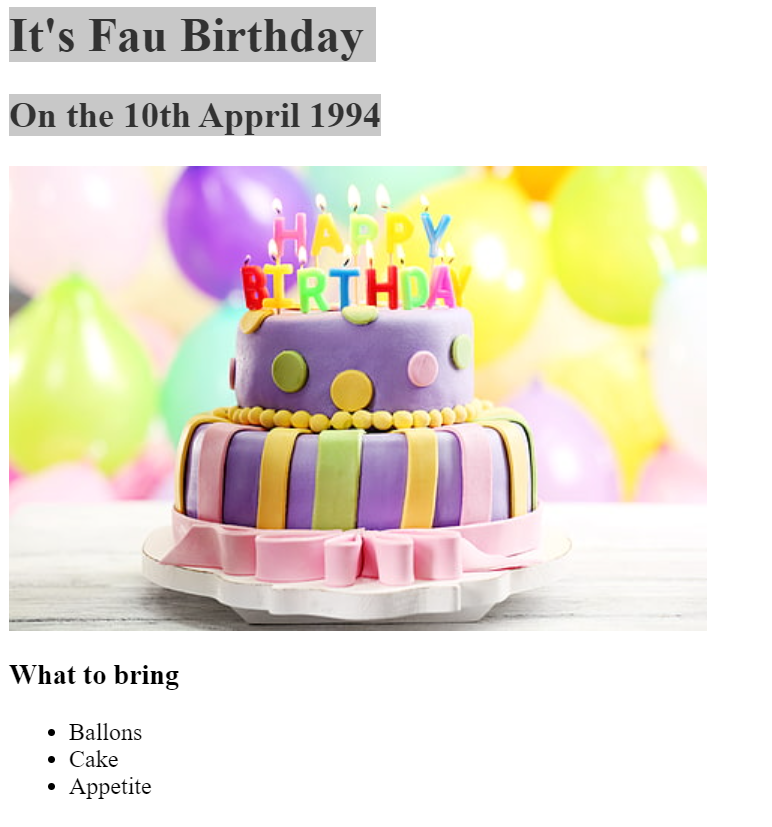 It's Fau Birthday
On the 10th Appril 1994
HAPPY
BIRTHDAY
What to bring
Ballons
Cake
Appetite